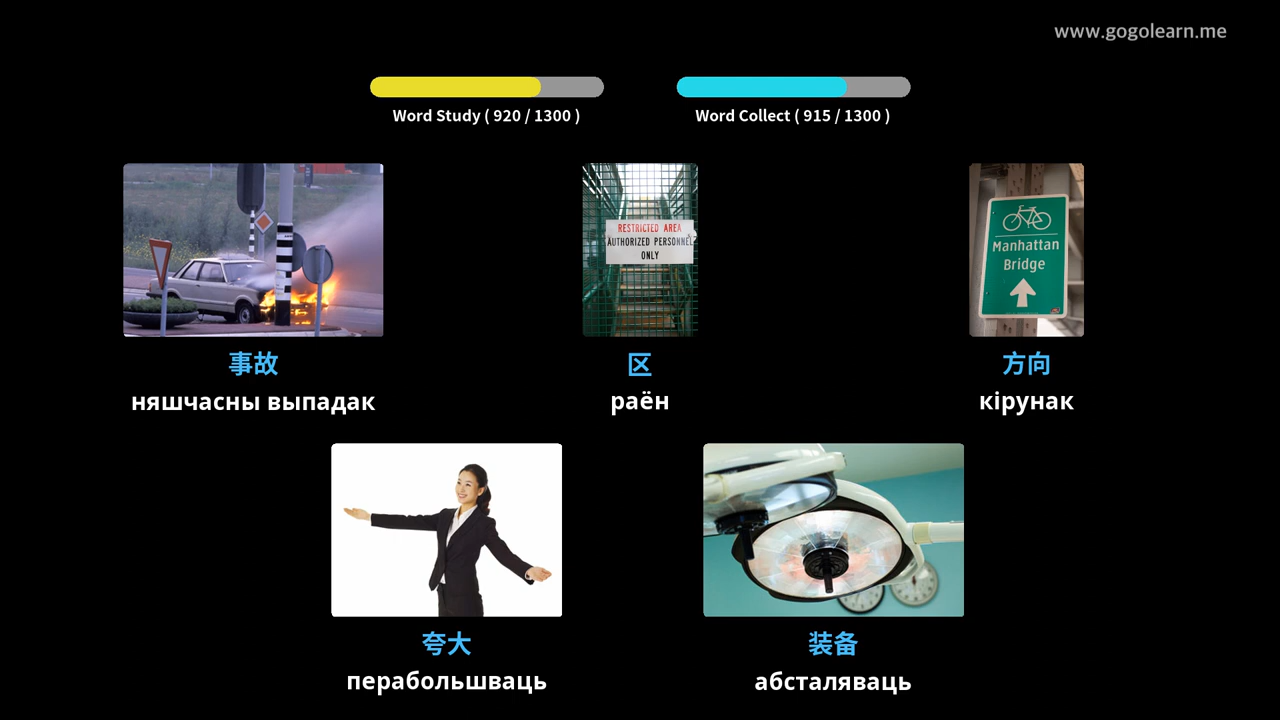 www.gogolearn.me
Word Study ( 920 / 1300 )
Word Collect ( 915 / 1300 )
RESTRICTED AREA
AUTHORIZED PERSONNEL
ONLY
Manhattan
Bridge
事故
区
方向
няшчасны выпадак
раён
кірунак
夸大
装备
перабольшваць
абсталяваць